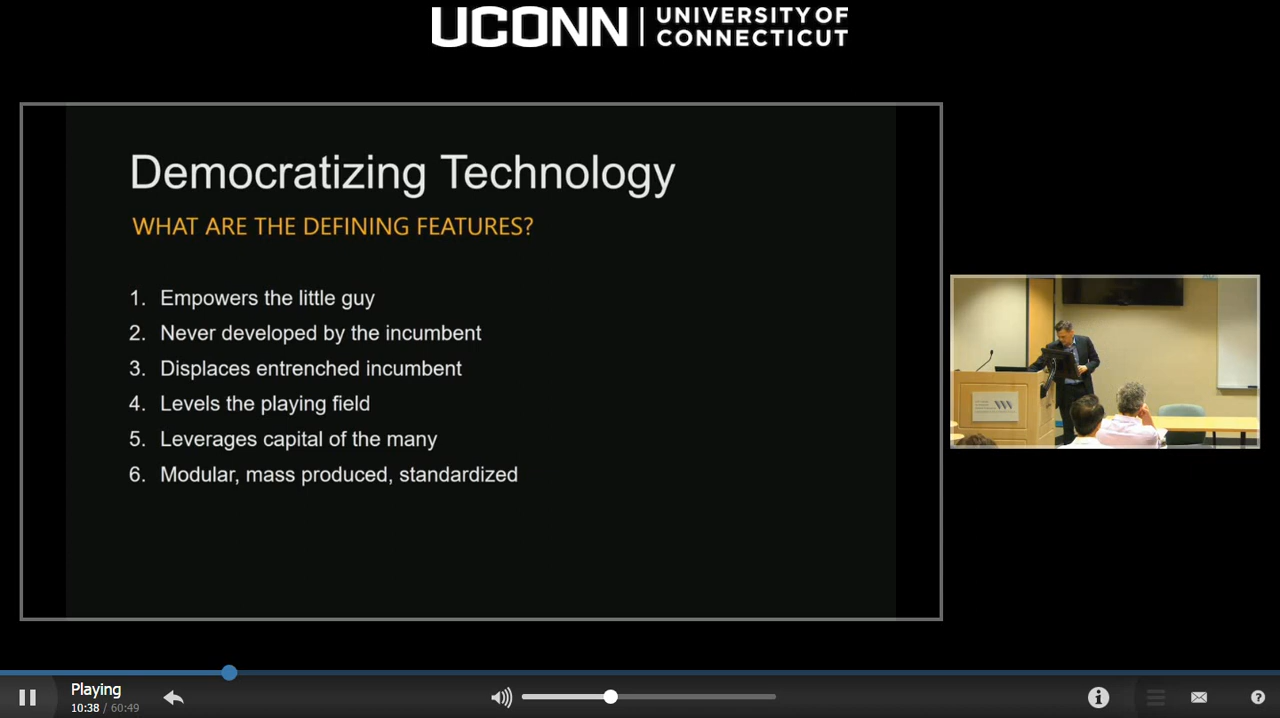 UCONN
UNIVERSITY OF
CONNECTICUT
Democratizing Technology
WHAT ARE THE DEFINING FEATURES?
1. Empowers the little guy
2. Never developed by the incumbent
3. Displaces entrenched incumbent
4. Levels the playing field
5. Leverages capital of the many
6. Modular, mass produced, standardized
Playing
10:38 / 60:49